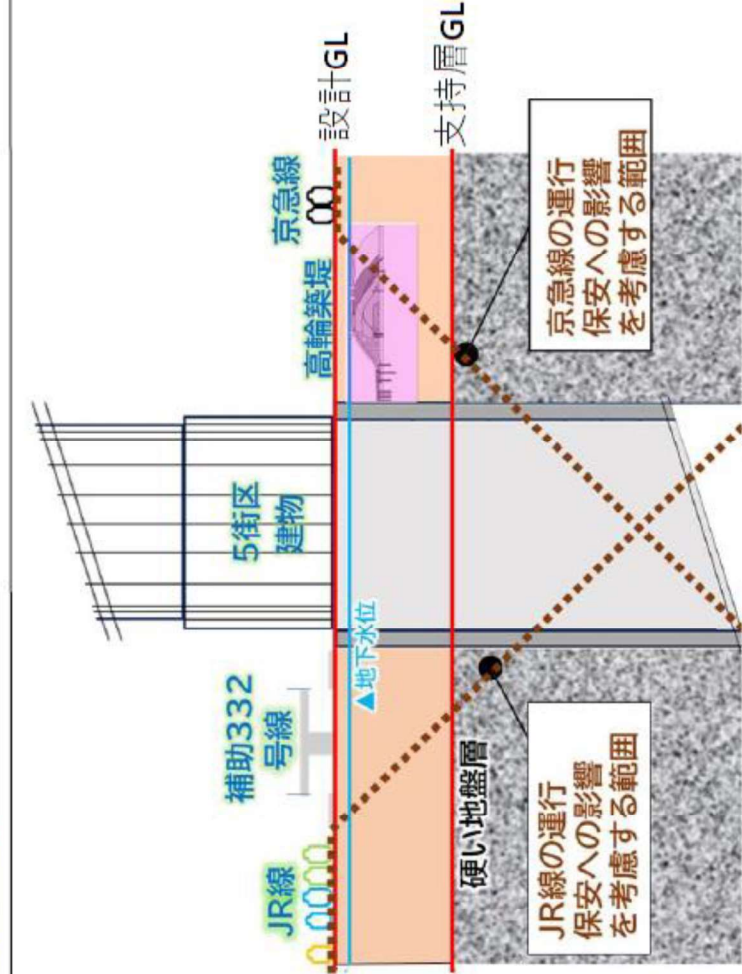 JR線
補助332
号線
5街区
建物
高輪築堤
京急線
設計GL
▲地下水位
支持層GL
硬い地盤層
JR線の運行
保安への影響
を考慮する範囲
京急線の運行
保安への影響
を考慮する範囲